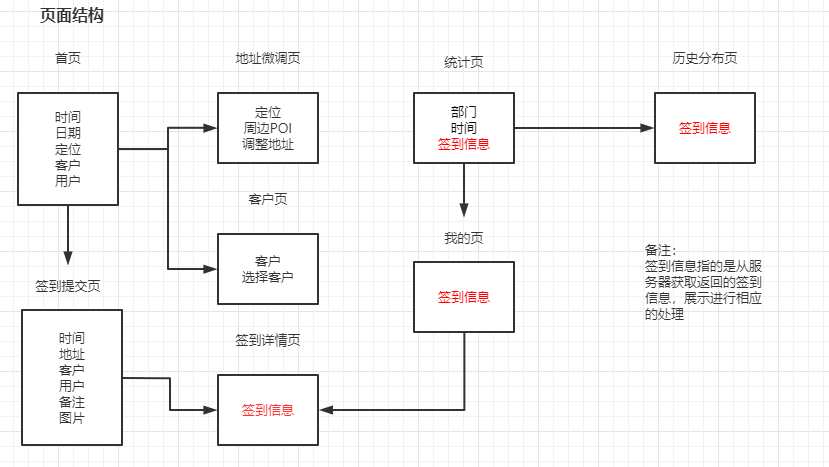 页面结构
首页
时间
日期
定位
客户
用户
地址微调页
定位
周边POI
调整地址
客户页
客户
选择客户
签到提交页
时间
地址
客户
用户
备注
图片
签到详情页
签到信息
统计页
部门
时间
签到信息
我的页
签到信息
历史分布页
签到信息
备注：
签到信息指的是从服
务器获取返回的签到
信息，展示进行相应
的处理